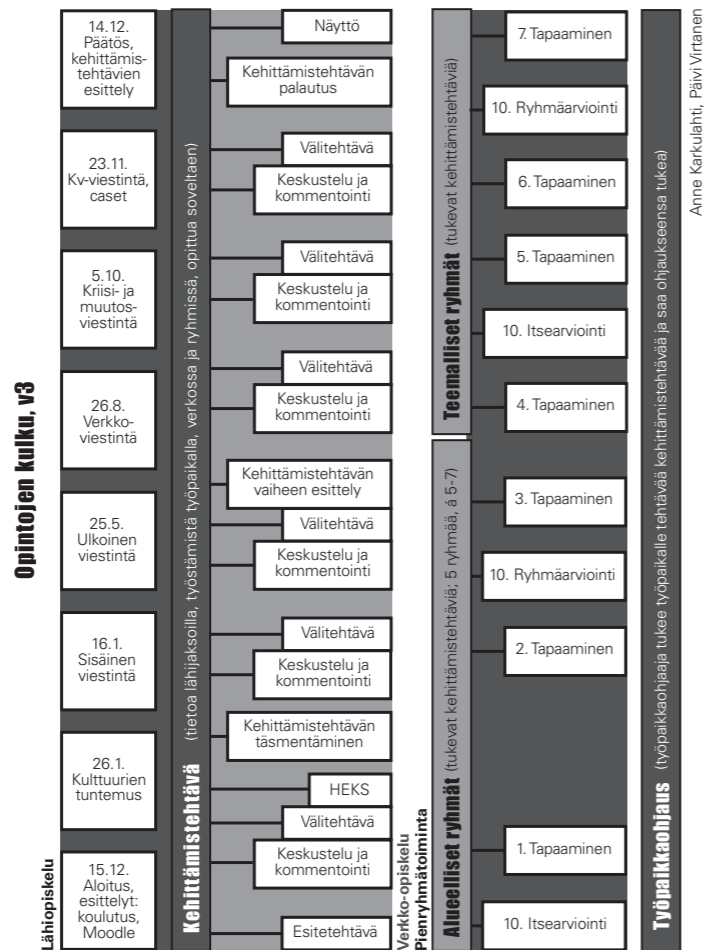 Opintojen kulku, v3
Lähiopiskelu
15.12.
Aloitus,
esittelyt:
koulutus,
Moodle
26.1.
Kulttuurien
tuntemus
16.1.
Sisäinen
viestintä
25.5.
Ulkoinen
viestintä
26.8.
Verkko-
viestintä
5.10.
Kriisi- ja
muutos-
viestintä
23.11.
Kv-viestintä,
caset
14.12.
Päätös,
kehittämis-
tehtävien
esittely
Kehittämistehtävä (tietoa lähijaksoilla, työstämistä työpaikalla, verkossa ja ryhmissä, opittua soveltaen)
Esitetehtävä
Keskustelu ja
kommentointi
Välitehtävä
HEKS
Kehittämistehtävän
täsmentäminen
Keskustelu ja
kommentointi
Välitehtävä
Keskustelu ja
kommentointi
Välitehtävä
Kehittämistehtävän
vaiheen esittely
Keskustelu ja
kommentointi
Välitehtävä
Keskustelu ja
kommentointi
Välitehtävä
Keskustelu ja
kommentointi
Välitehtävä
Kehittämistehtävän
palautus
Näyttö
Verkko-opiskelu
Pienryhmätoiminta
Alueelliset ryhmät (tukevat kehittämistehtäviä; 5 ryhmää, á 5-7)
Teemalliset ryhmät (tukevat kehittämistehtäviä)
10. Itsearviointi
1. Tapaaminen
2. Tapaaminen
10. Ryhmäarviointi
3. Tapaaminen
4. Tapaaminen
10. Itsearviointi
5. Tapaaminen
6. Tapaaminen
10. Ryhmäarviointi
7. Tapaaminen
Työpaikkaohjaus (työpaikkaohjaaja tukee työpaikalle tehtävää kehittämistehtävää ja saa ohjaukseensa tukea)
Anne Karkulahti, Päivi Virtanen